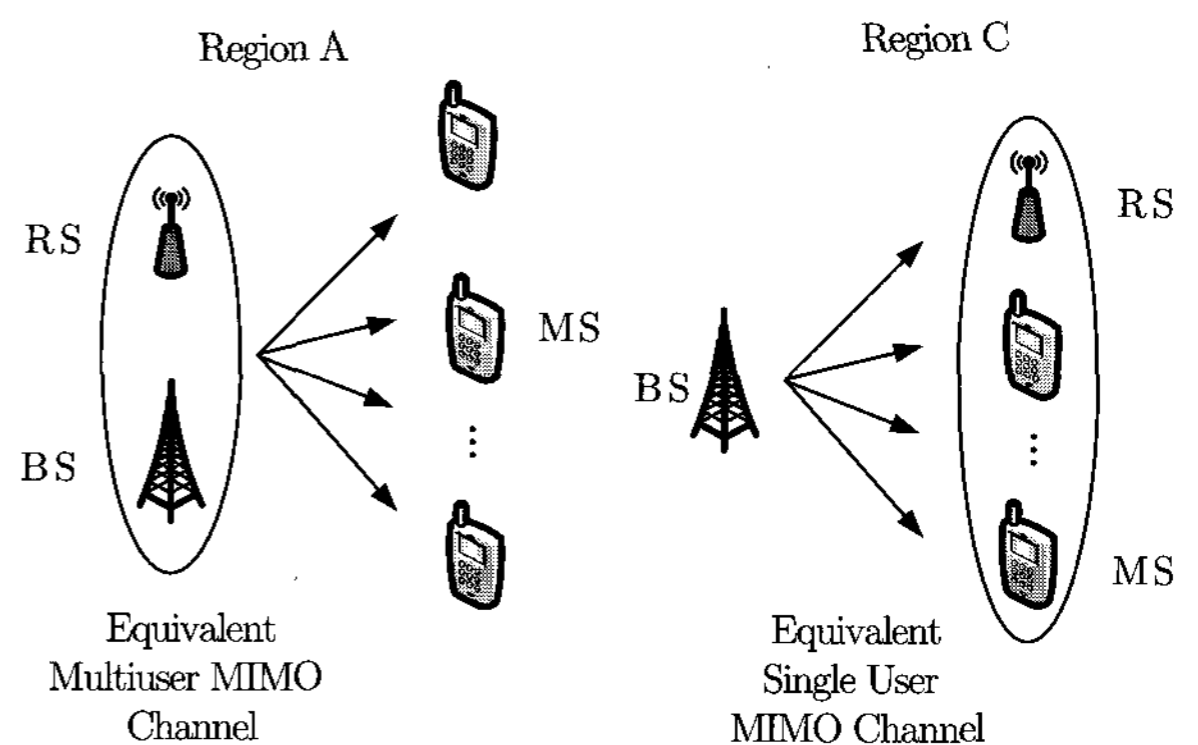 Region A
RS
MS
BS
Equivalent
Multiuser MIMO
Channel
Region C
RS
BS
MS
Equivalent
Single User
MIMO Channel